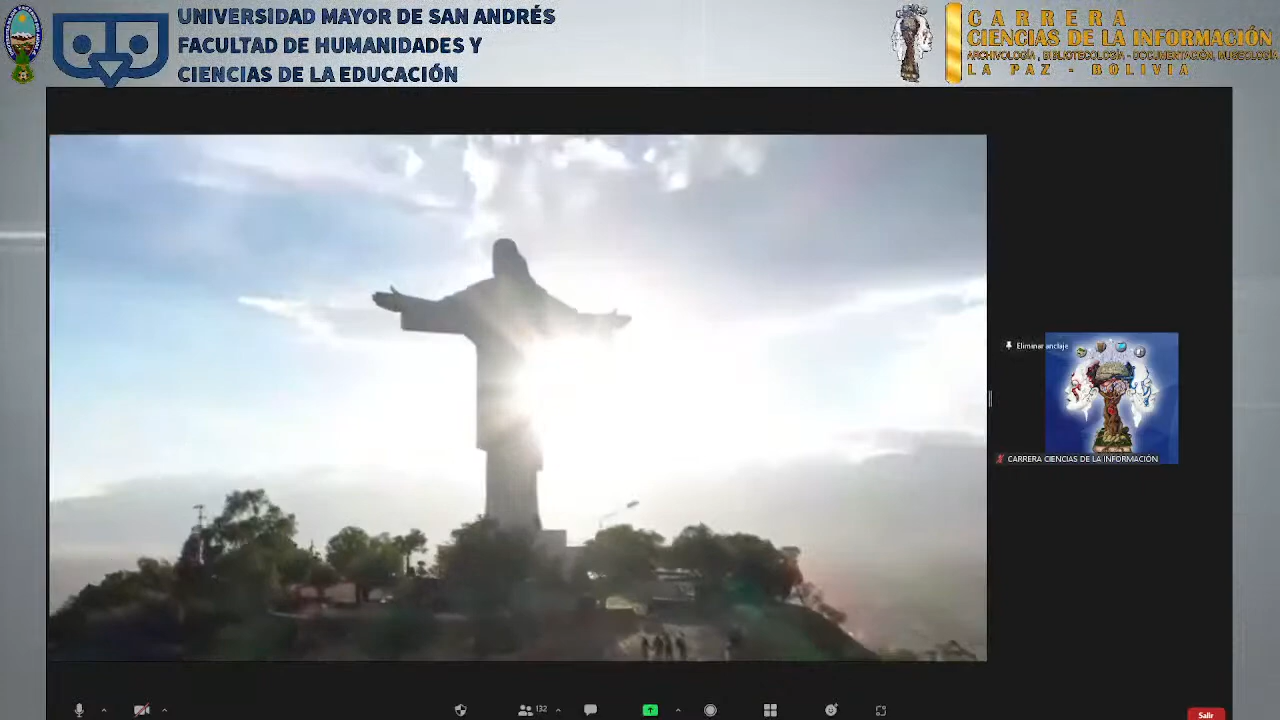 UNIVERSIDAD MAYOR DE SAN ANDRÉS
FACULTAD DE HUMANIDADES Y
CIENCIAS DE LA EDUCACIÓN
CARRERA
CIENCIAS DE LA INFORMACIÓN
ARCHIVOLOGÍA, BIBLIOTECOLOGÍA - DOCUMENTACIÓN, MUSEOLOGÍA
LA PAZ - BOLIVIA
Eliminar anclaje
CARRERA CIENCIAS DE LA INFORMACIÓN
132
Salir